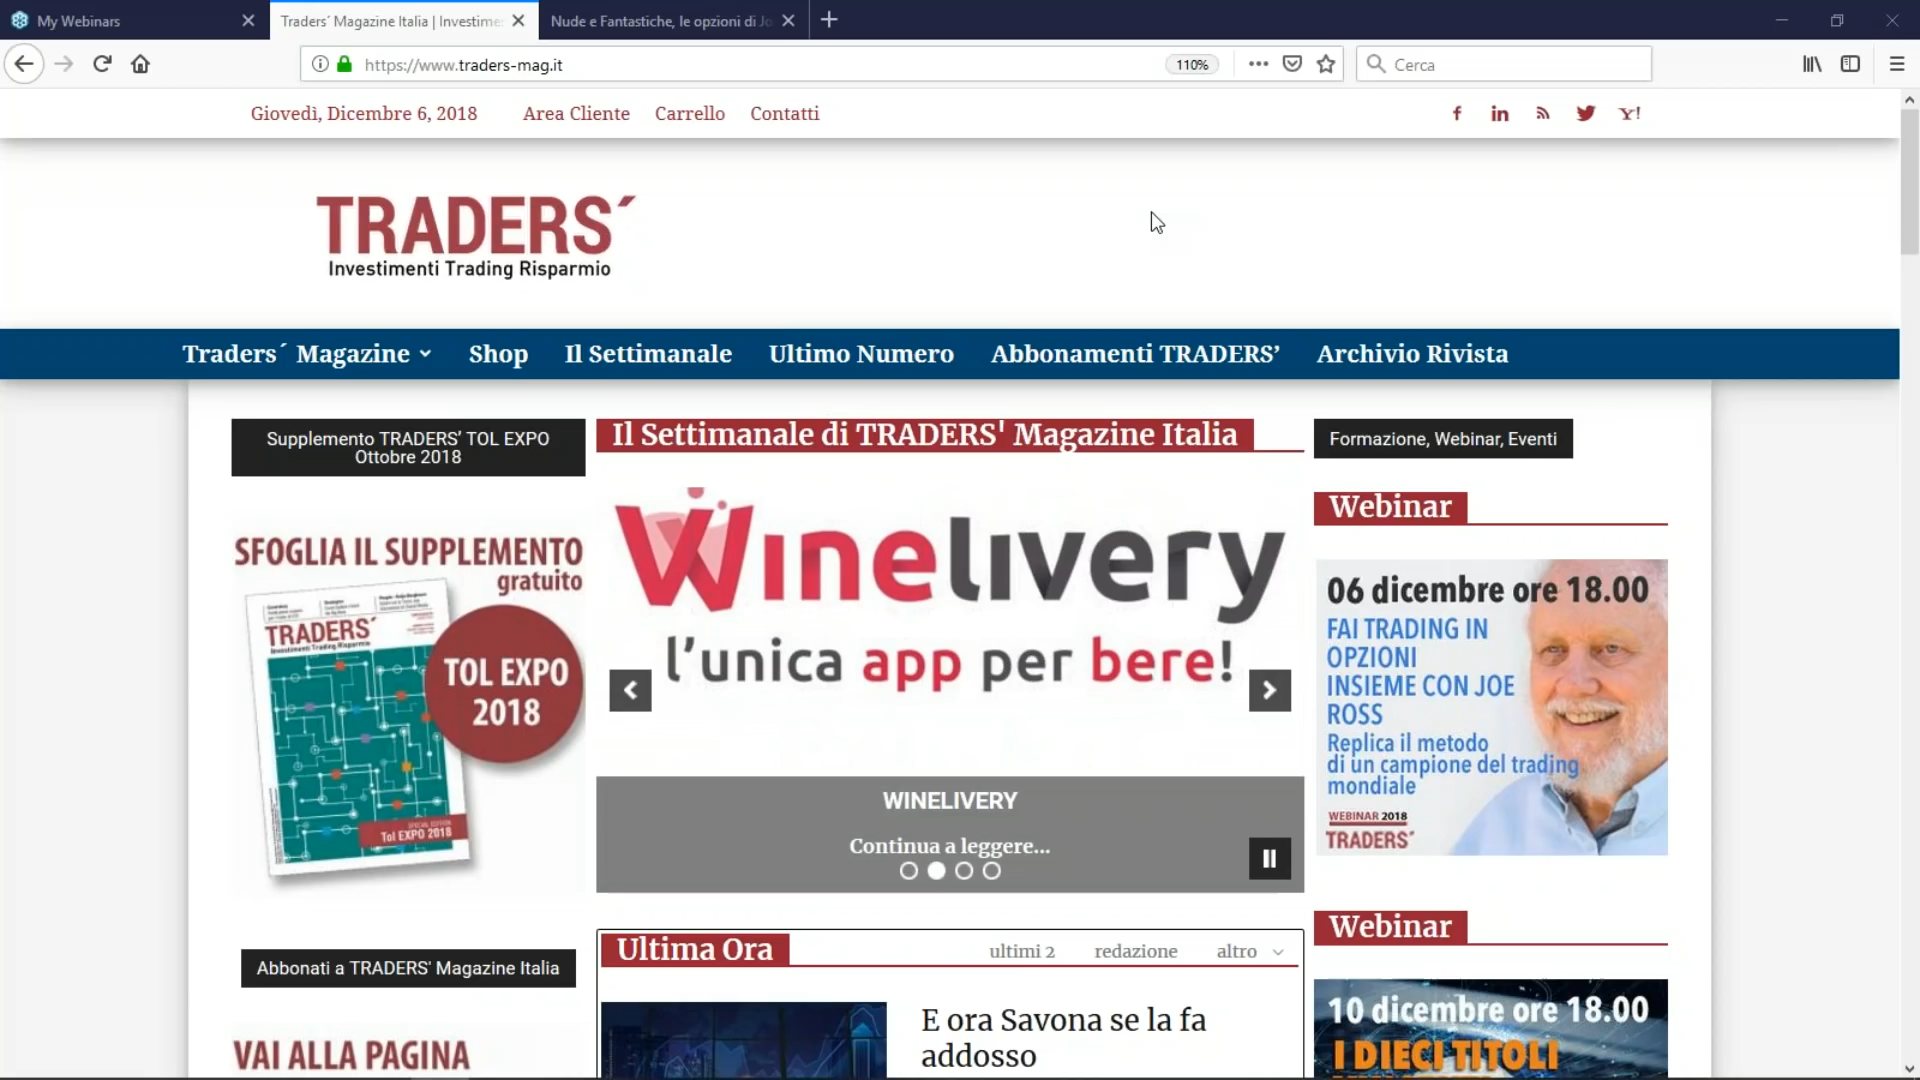 My Webinars
Traders´ Magazine Italia | Investime
Nude e Fantastiche, le opzioni di Jo
https://www.traders-mag.it
110%
Cerca
Giovedì, Dicembre 6, 2018
Area Cliente
Carrello
Contatti
TRADERS´
Investimenti Trading Risparmio
Traders´ Magazine
Shop
Il Settimanale
Ultimo Numero
Abbonamenti TRADERS’
Archivio Rivista
Supplemento TRADERS’ TOL EXPO
Ottobre 2018
SFOGLIA IL SUPPLEMENTO
gratuito
TRADERS´
Investimenti Trading Risparmio
TOL EXPO
2018
SPECIAL EDITION
Tol EXPO 2018
Abbonati a TRADERS' Magazine Italia
VAI ALLA PAGINA
Il Settimanale di TRADERS' Magazine Italia
Winelivery
l’unica app per bere!
WINELIVERY
Continua a leggere...
Ultima Ora
ultimi 2
redazione
altro
E ora Savona se la fa
addosso
Formazione, Webinar, Eventi
Webinar
06 dicembre ore 18.00
FAI TRADING IN
OPZIONI
INSIEME CON JOE
ROSS
Replica il metodo
di un campione del trading
mondiale
WEBINAR 2018
TRADERS´
Webinar
10 dicembre ore 18.00
I DIECI TITOLI